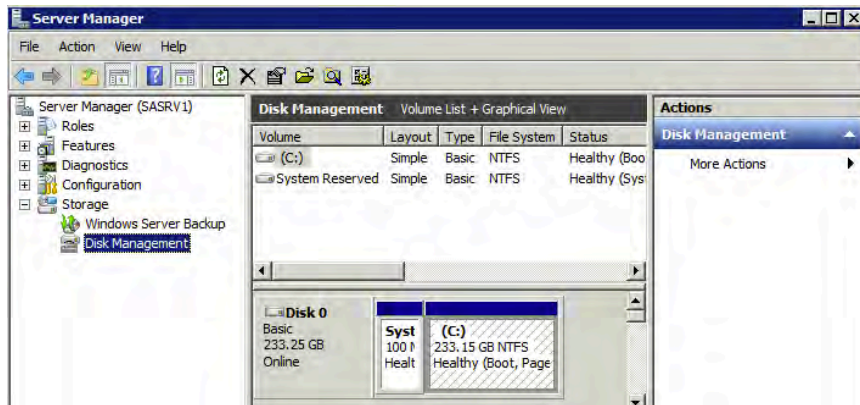 Server Manager
File Action View Help
Server Manager (SASRV1)
Roles
Features
Diagnostics
Configuration
Storage
Windows Server Backup
Disk Management
Disk Management Volume List + Graphical View
Volume Layout Type File System Status
(C:) Simple Basic NTFS Healthy (Boo
System Reserved Simple Basic NTFS Healthy (Sys
Disk 0
Basic
233.25 GB
Online
Syst
100 M
Healt
(C:)
233.15 GB NTFS
Healthy (Boot, Page
Actions
Disk Management
More Actions